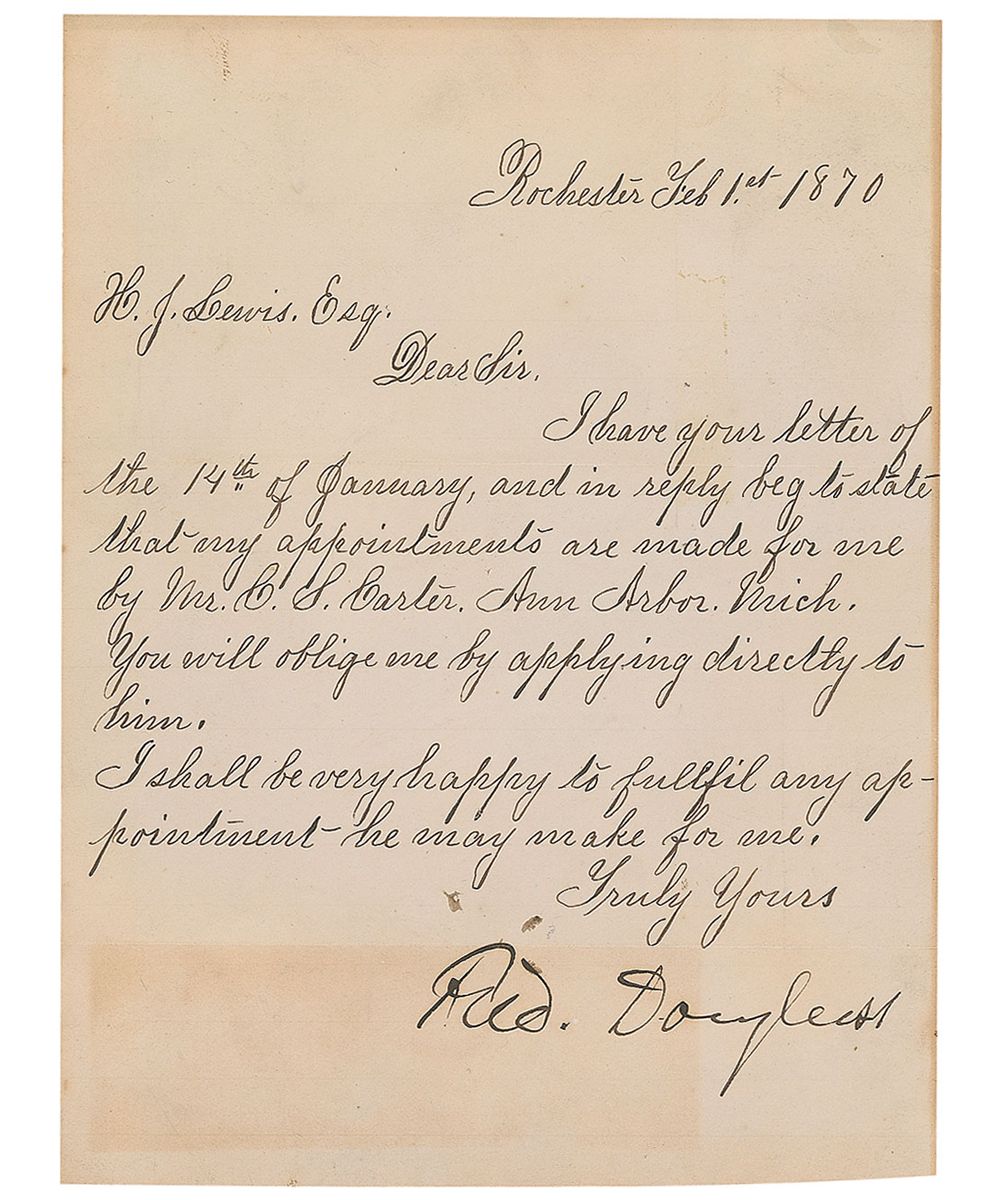 Rochester Feb 1.st 1870
H. J. Lewis. Esq.
Dear Sir.
I have your letter of
the 14th of January, and in reply beg to state
that my appointments are made for me
by Mr. C. S. Carter. Ann Arbor. Mich.
You will oblige me by applying directly to
him.
I shall be very happy to fullfil any ap-
pointment he may make for me.
Truly Yours
Fred. Douglass